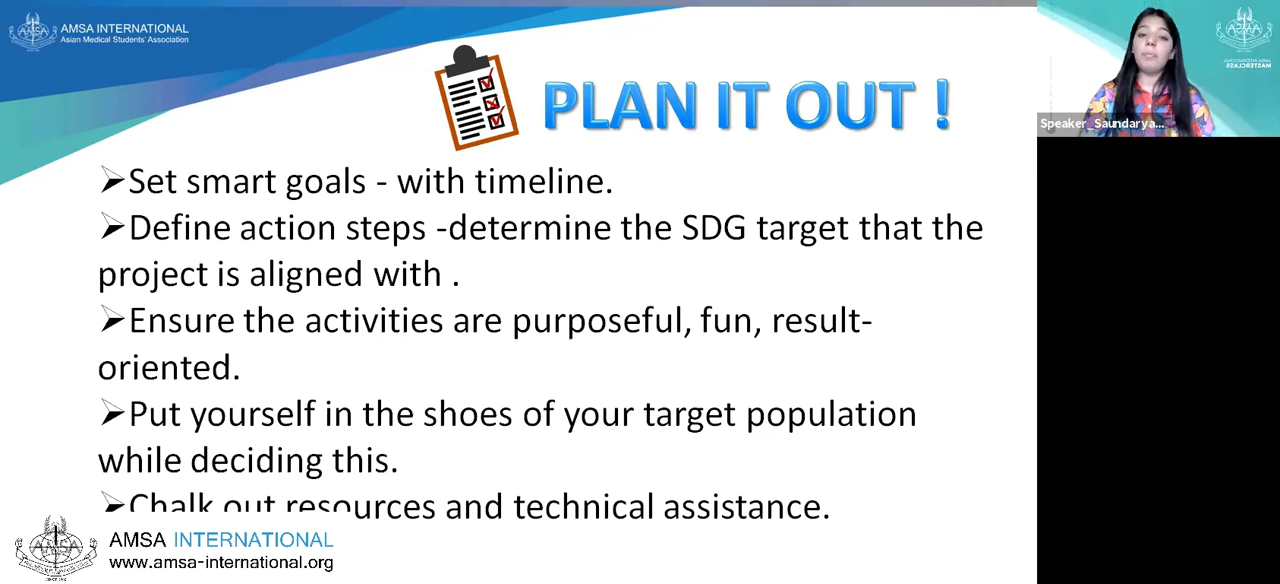 AMSA INTERNATIONAL
Asian Medical Students' Association
PLAN IT OUT !
Speaker_Saundarya...
➢Set smart goals - with timeline.
➢Define action steps -determine the SDG target that the
project is aligned with .
➢Ensure the activities are purposeful, fun, result-
oriented.
➢Put yourself in the shoes of your target population
while deciding this.
➢Chalk out resources and technical assistance.
AMSA INTERNATIONAL
www.amsa-international.org